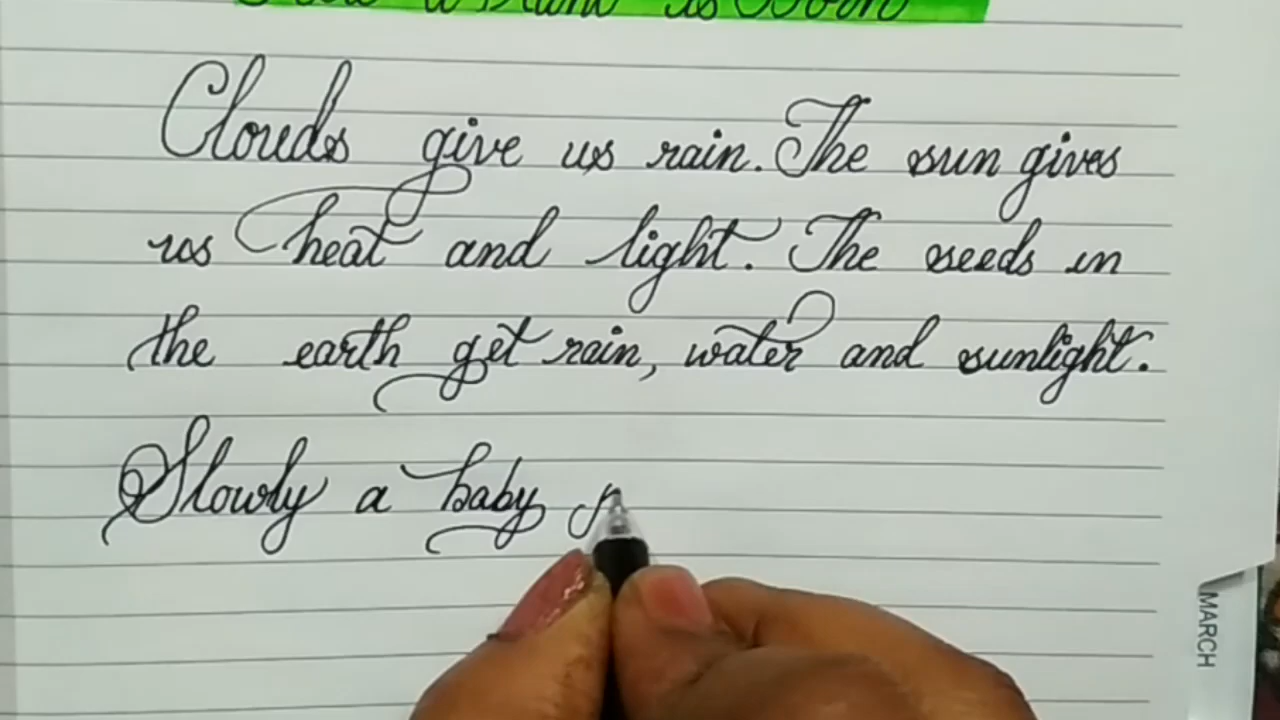 Clouds give us rain. The sun gives
us heat and light. The seeds in
the earth get rain, water and sunlight.
Slowly a baby
MARCH